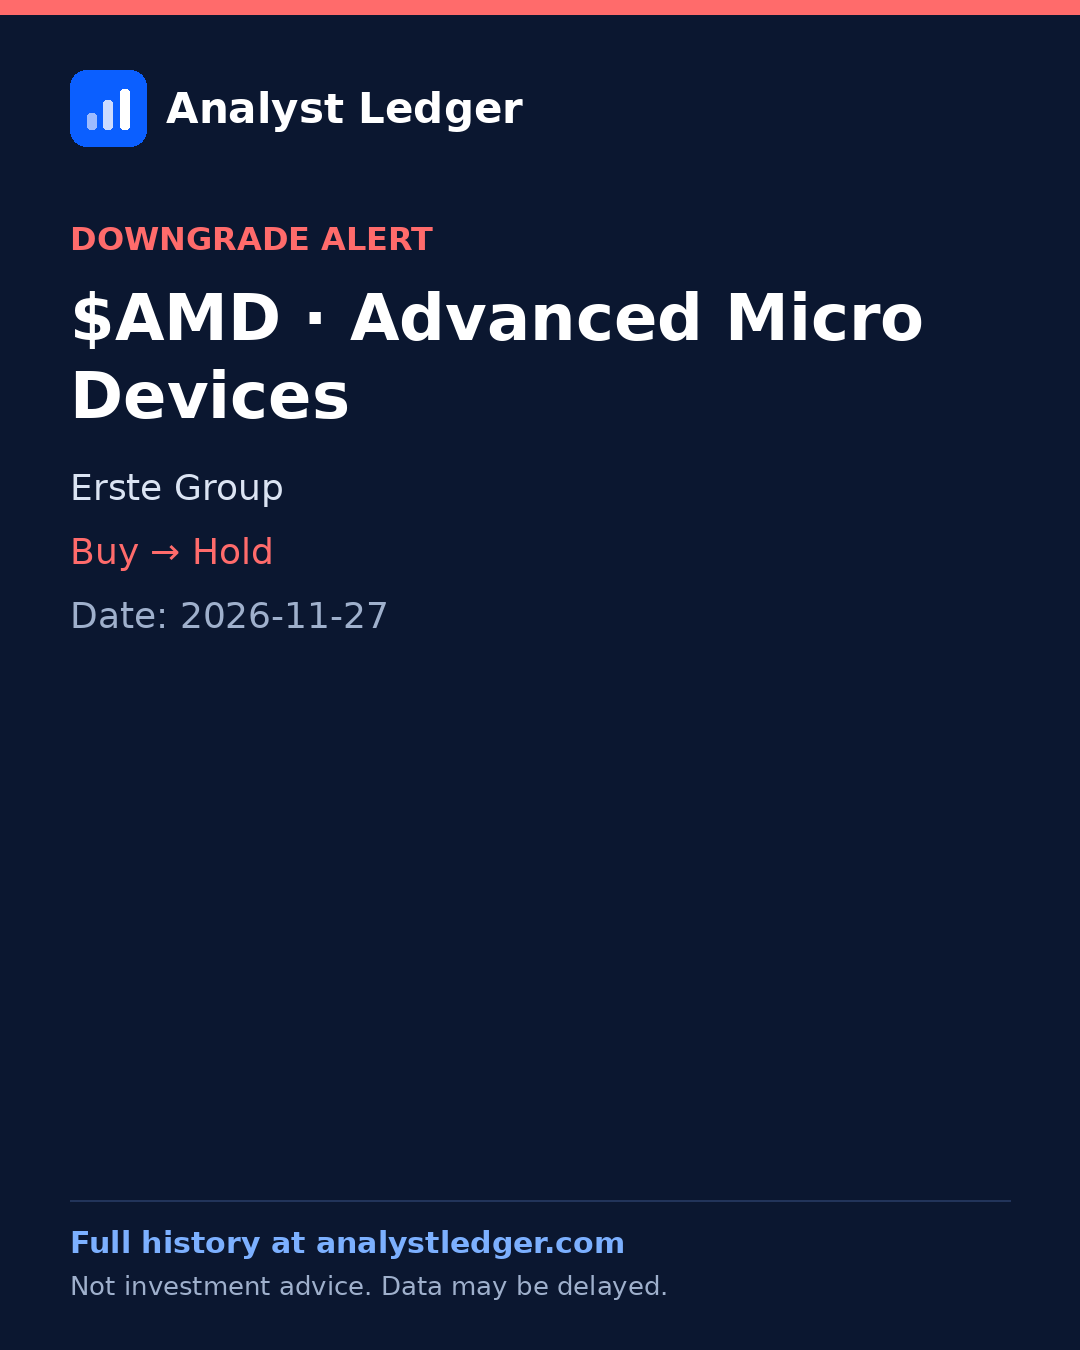 Analyst Ledger
DOWNGRADE ALERT
$AMD · Advanced Micro
Devices
Erste Group
Buy → Hold
Date: 2026-11-27
Full history at analystledger.com
Not investment advice. Data may be delayed.